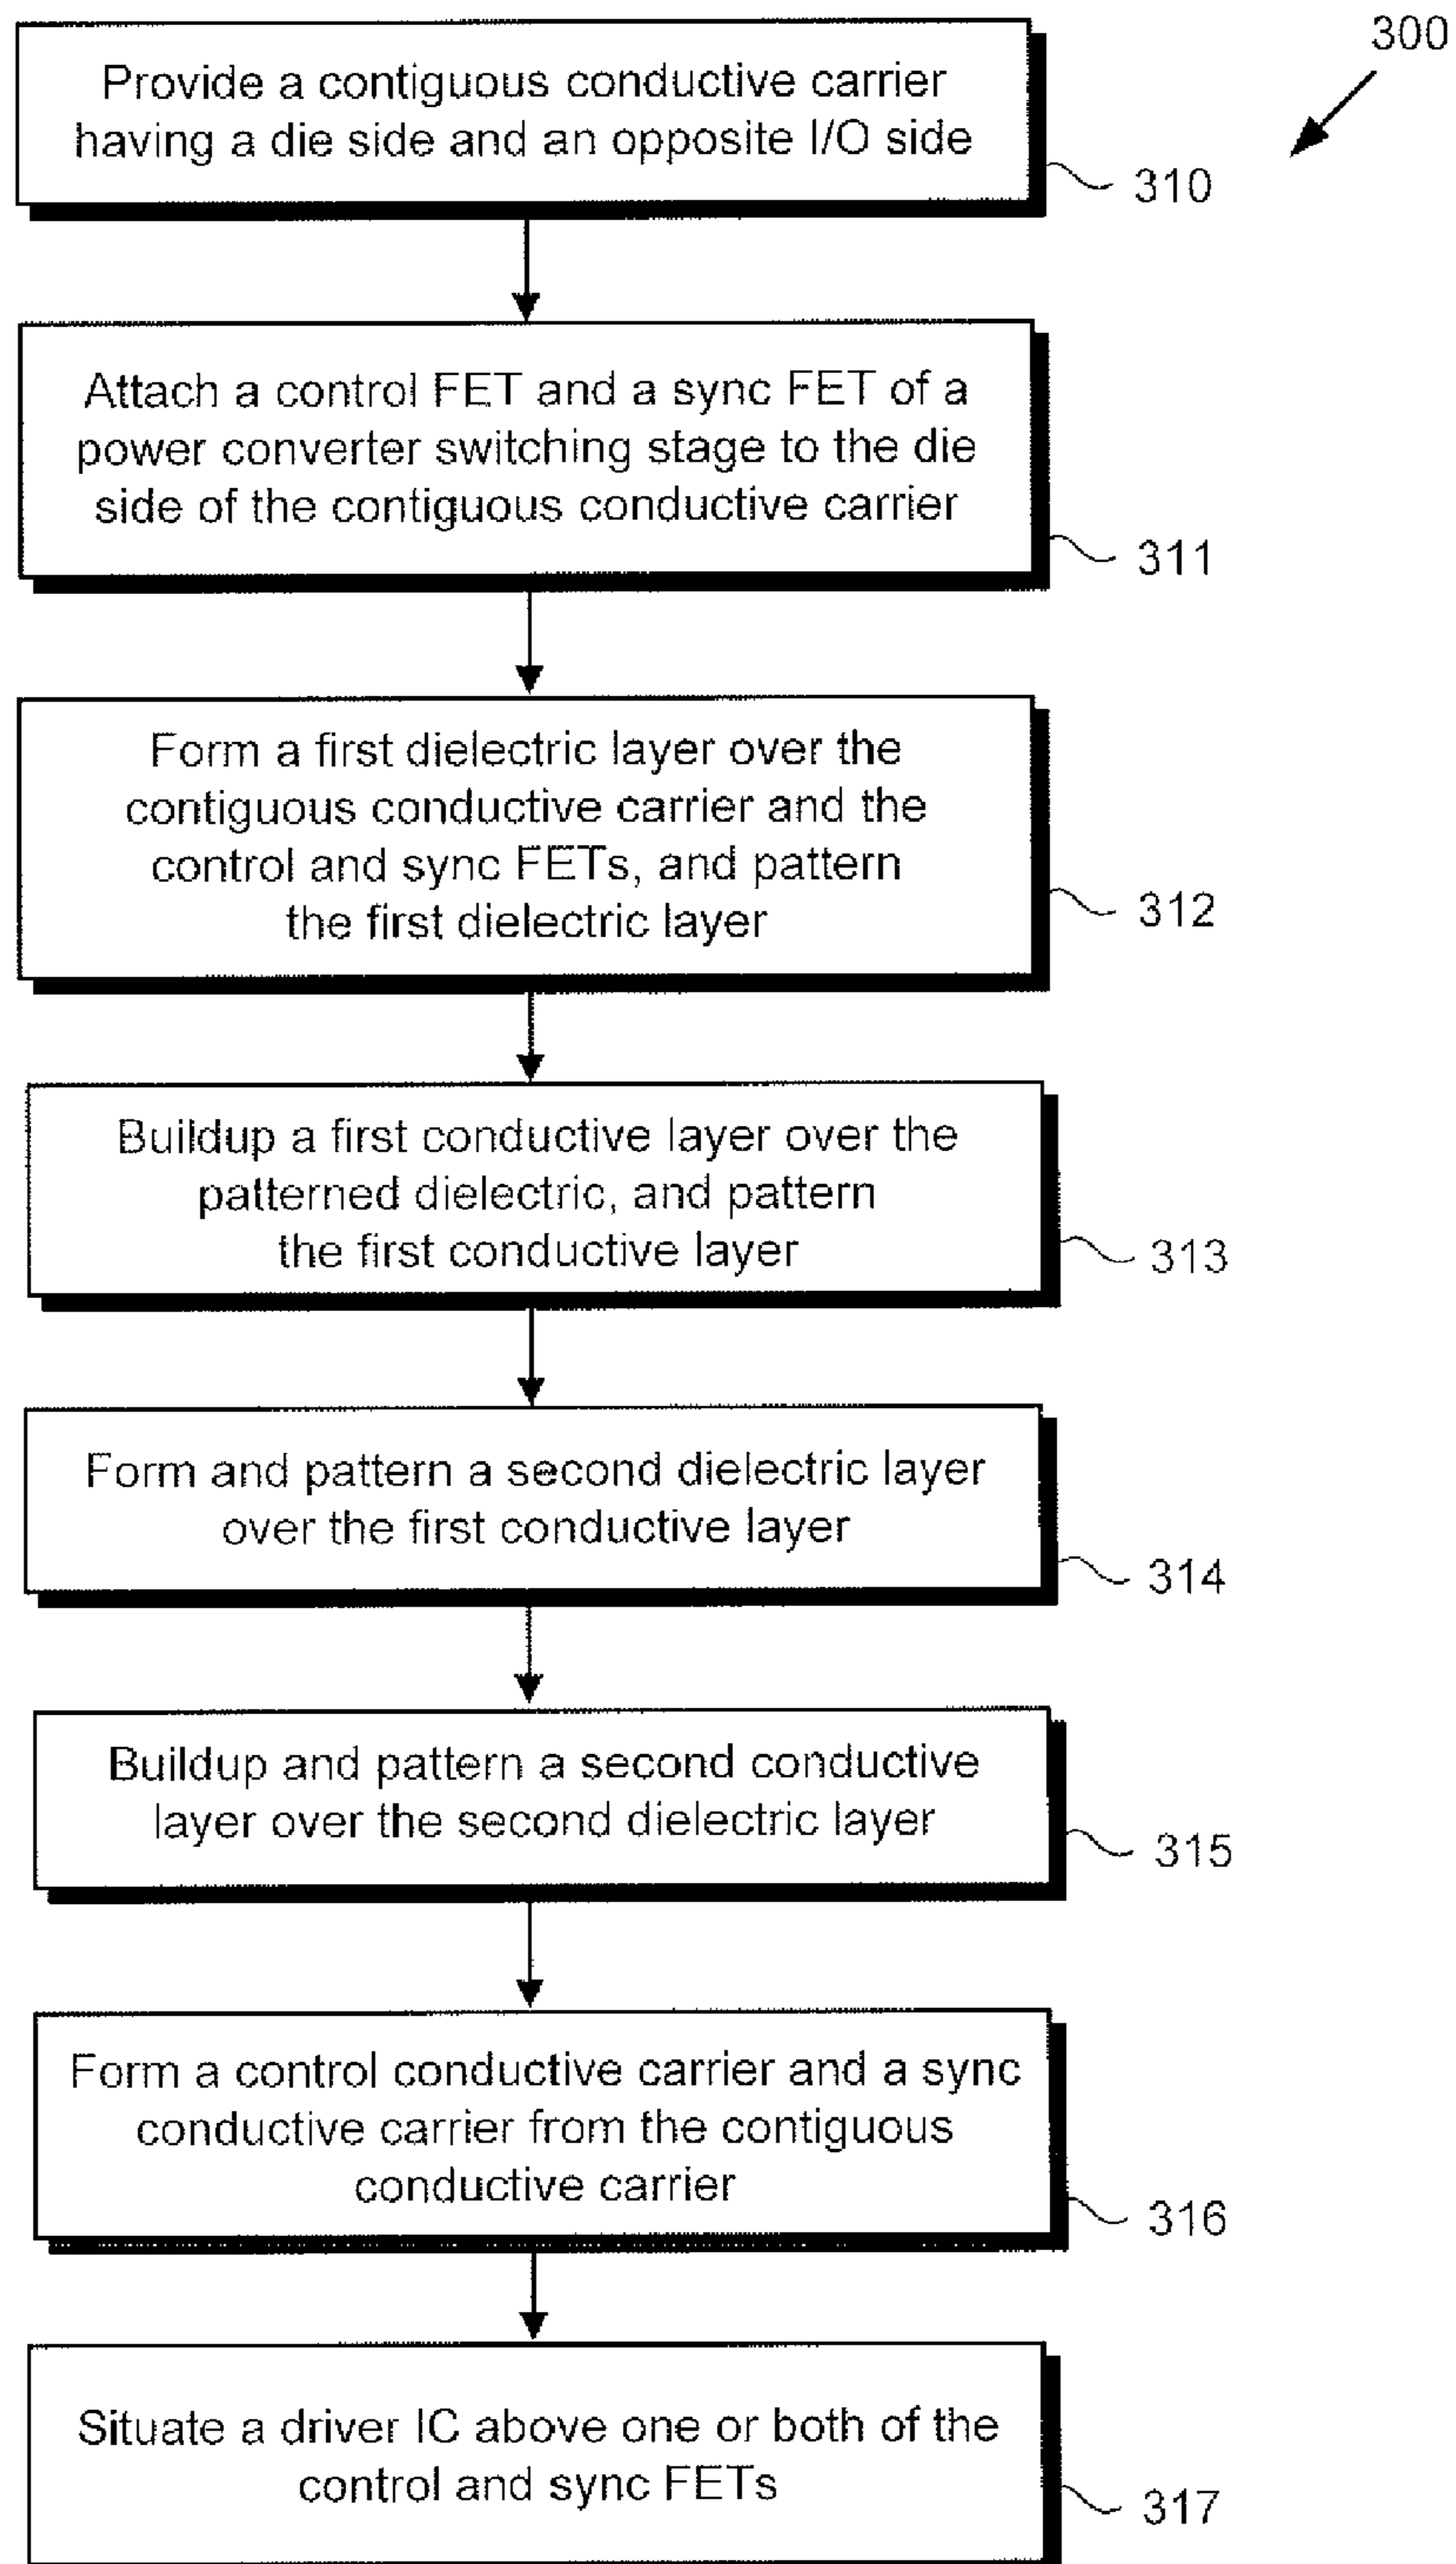 300
Provide a contiguous conductive carrier
having a die side and an opposite I/O side
310
Attach a control FET and a sync FET of a
power converter switching stage to the die
side of the contiguous conductive carrier
311
Form a first dielectric layer over the
contiguous conductive carrier and the
control and sync FETs, and pattern
the first dielectric layer
312
Buildup a first conductive layer over the
patterned dielectric, and pattern
the first conductive layer
313
Form and pattern a second dielectric layer
over the first conductive layer
314
Buildup and pattern a second conductive
layer over the second dielectric layer
315
Form a control conductive carrier and a sync
conductive carrier from the contiguous
conductive carrier
316
Situate a driver IC above one or both of the
control and sync FETs
317